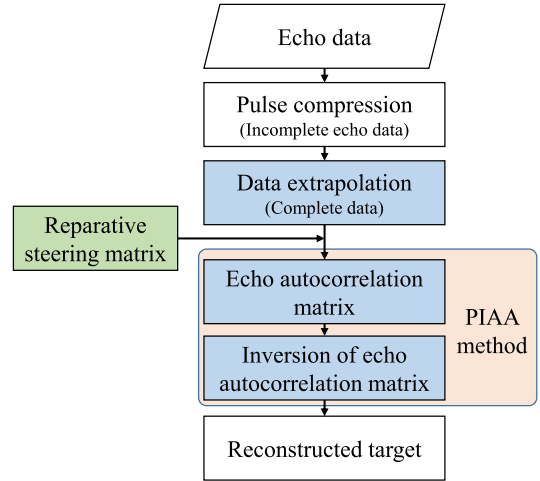 Echo data
Pulse compression
(Incomplete echo data)
Data extrapolation
(Complete data)
Reparative
steering matrix
Echo autocorrelation
matrix
PIAA
method
Inversion of echo
autocorrelation matrix
Reconstructed target